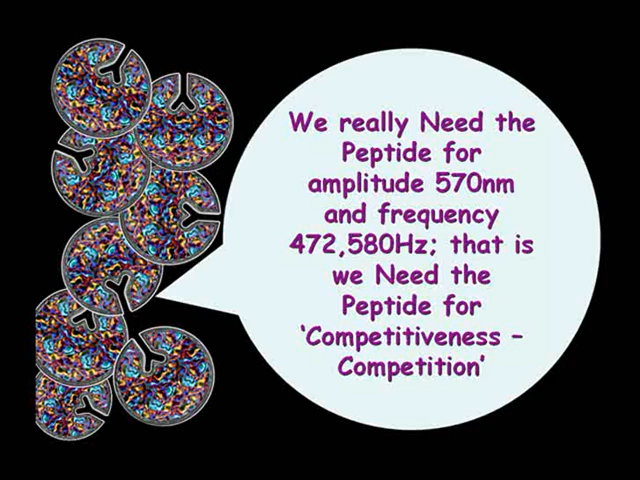 We really Need the
Peptide for
amplitude 570nm
and frequency
472,580Hz; that is
we Need the
Peptide for
‘Competitiveness –
Competition’